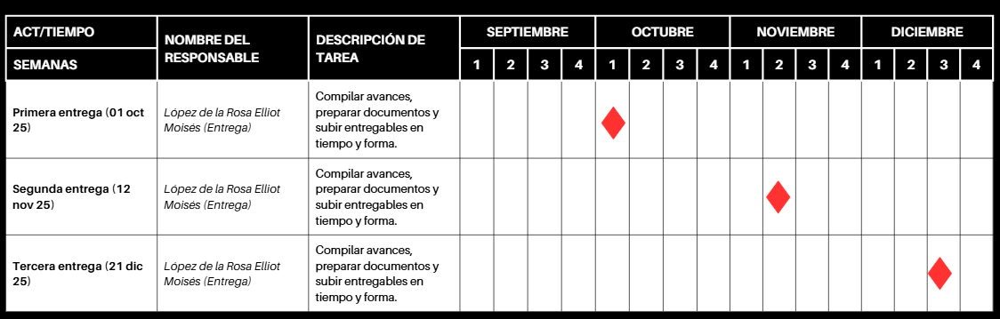 ACT/TIEMPO
NOMBRE DEL
RESPONSABLE
DESCRIPCIÓN DE
TAREA
SEPTIEMBRE OCTUBRE NOVIEMBRE DICIEMBRE
SEMANAS
1 2 3 4 1 2 3 4 1 2 3 4 1 2 3 4
Primera entrega (01 oct
25)
López de la Rosa Elliot
Moisés (Entrega)
Compilar avances,
preparar documentos y
subir entregables en
tiempo y forma.
Segunda entrega (12
nov 25)
López de la Rosa Elliot
Moisés (Entrega)
Compilar avances,
preparar documentos y
subir entregables en
tiempo y forma.
Tercera entrega (21 dic
25)
López de la Rosa Elliot
Moisés (Entrega)
Compilar avances,
preparar documentos y
subir entregables en
tiempo y forma.